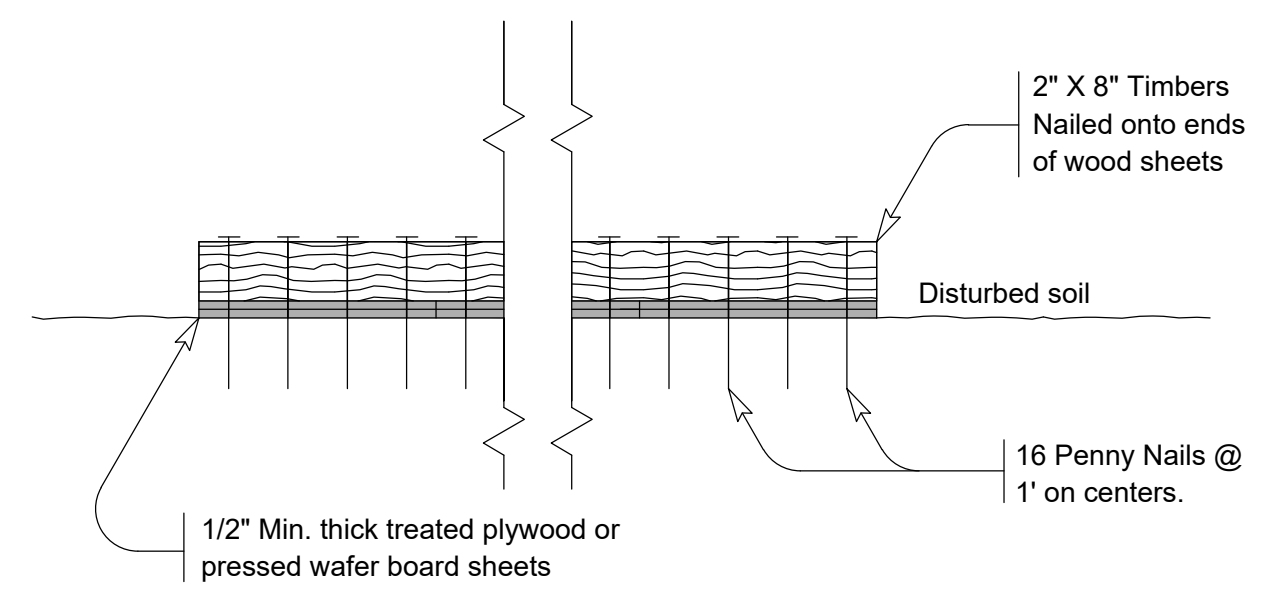 2" X 8" Timbers
Nailed onto ends
of wood sheets
Disturbed soil
16 Penny Nails @
1' on centers.
1/2" Min. thick treated plywood or
pressed wafer board sheets